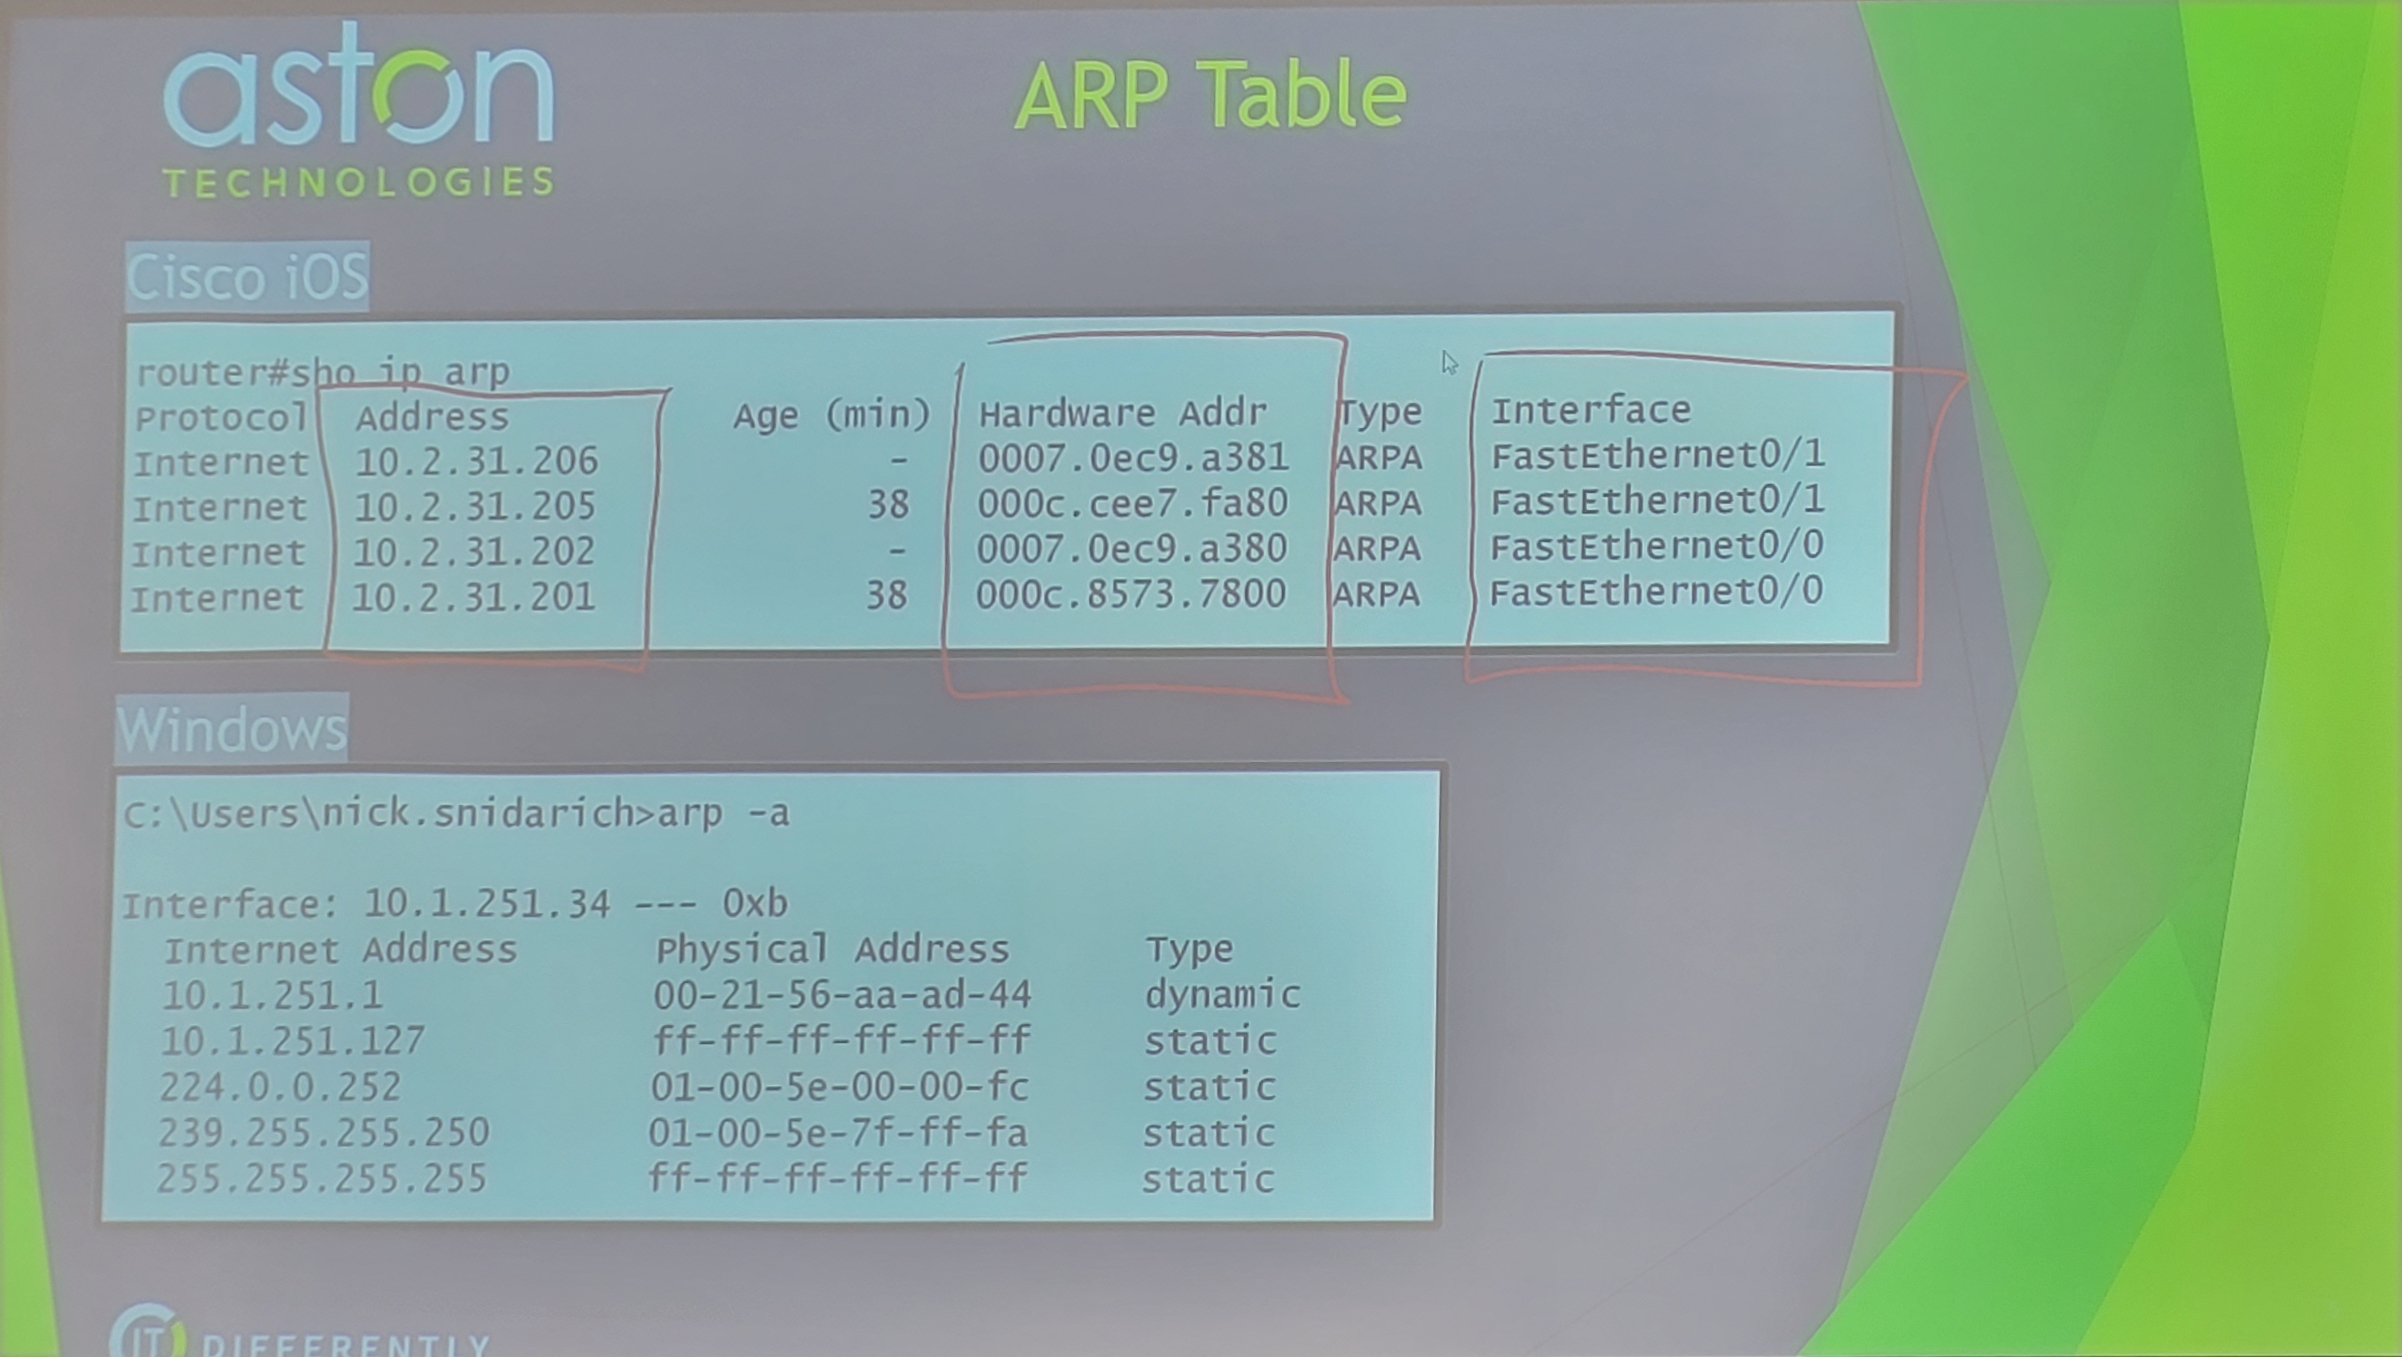 aston
TECHNOLOGIES
ARP Table
Cisco iOS
router#sho ip arp
Protocol Address Age (min) Hardware Addr Type Interface
Internet 10.2.31.206 - 0007.0ec9.a381 ARPA FastEthernet0/1
Internet 10.2.31.205 38 000c.cee7.fa80 ARPA FastEthernet0/1
Internet 10.2.31.202 - 0007.0ec9.a380 ARPA FastEthernet0/0
Internet 10.2.31.201 38 000c.8573.7800 ARPA FastEthernet0/0
Windows
C:\Users\nick.snidarich>arp -a
Interface: 10.1.251.34 --- 0xb
Internet Address Physical Address Type
10.1.251.1 00-21-56-aa-ad-44 dynamic
10.1.251.127 ff-ff-ff-ff-ff-ff static
224.0.0.252 01-00-5e-00-00-fc static
239.255.255.250 01-00-5e-7f-ff-fa static
255.255.255.255 ff-ff-ff-ff-ff-ff static
IT DIFFERENTLY